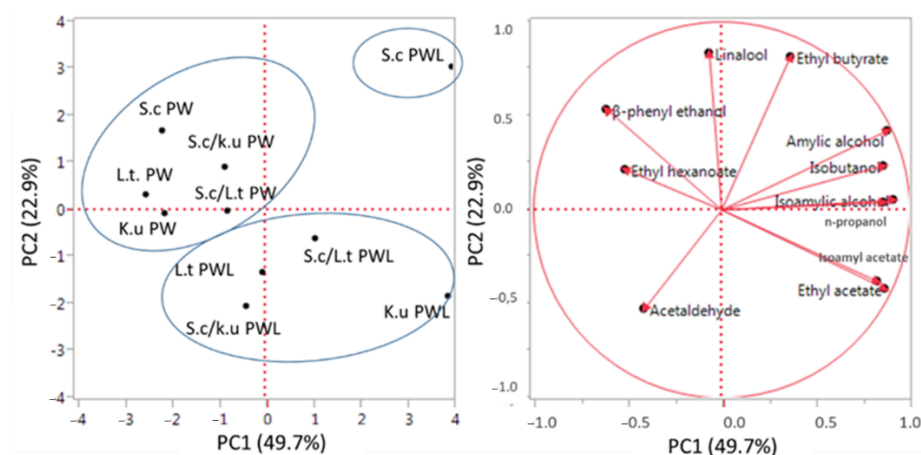 4
3
2
1
0
−1
−2
−3
−4
PC2 (22.9%)
S.c PWL
S.c PW
S.c/k.u PW
L.t. PW
S.c/L.t PW
K.u PW
L.t PWL
S.c/L.t PWL
K.u PWL
S.c/k.u PWL
−4
−3
−2
−1
0
1
2
3
4
PC1 (49.7%)
1.0
0.5
0.0
−0.5
−1.0
PC2 (22.9%)
Linalool
Ethyl butyrate
β-phenyl ethanol
Amylic alcohol
Ethyl hexanoate
Isobutanol
Isoamylic alcohol
n-propanol
Isoamyl acetate
Ethyl acetate
Acetaldehyde
−0.5
0.0
0.5
1.0
PC1 (49.7%)